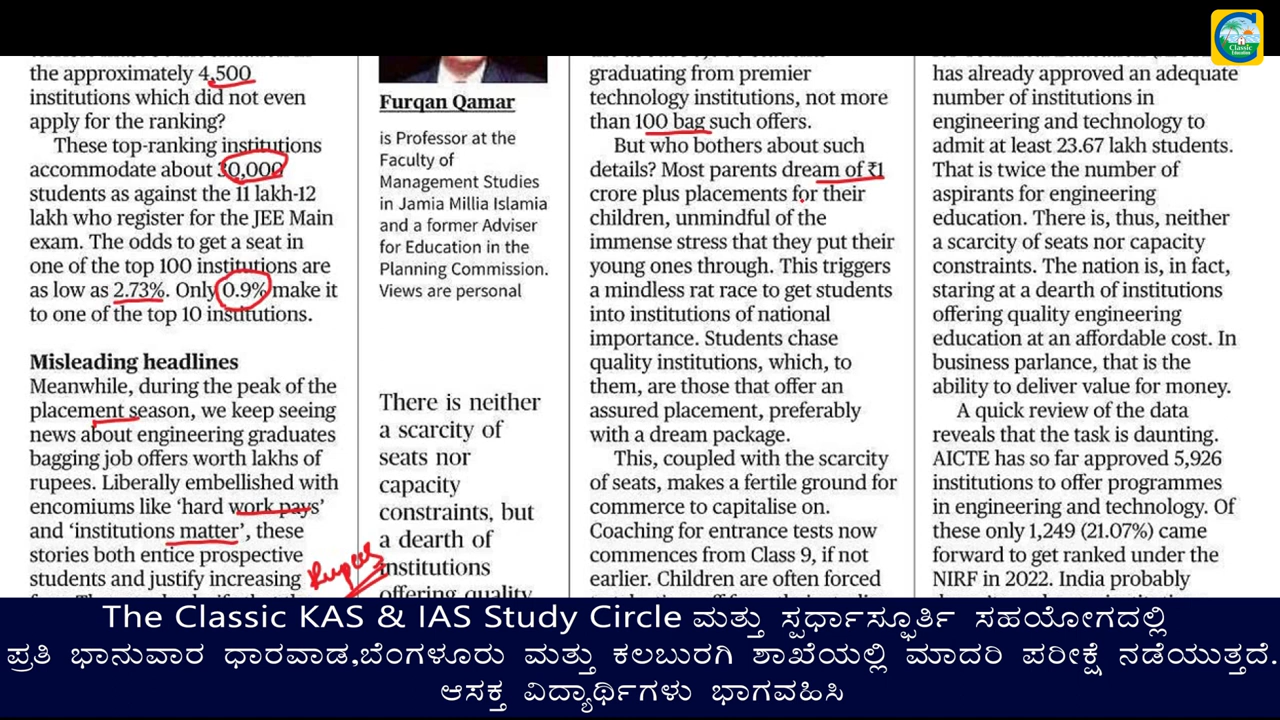 the approximately 4,500
institutions which did not even
apply for the ranking?
These top-ranking institutions
accommodate about 30,000
students as against the 11 lakh-12
lakh who register for the JEE Main
exam. The odds to get a seat in
one of the top 100 institutions are
as low as 2.73%. Only 0.9% make it
to one of the top 10 institutions.
Misleading headlines
Meanwhile, during the peak of the
placement season, we keep seeing
news about engineering graduates
bagging job offers worth lakhs of
rupees. Liberally embellished with
encomiums like ‘hard work pays’
and ‘institutions matter’, these
stories both entice prospective
students and justify increasing
Rupees
Furqan Qamar
is Professor at the
Faculty of
Management Studies
in Jamia Millia Islamia
and a former Adviser
for Education in the
Planning Commission.
Views are personal
There is neither
a scarcity of
seats nor
capacity
constraints, but
a dearth of
institutions
offering quality
graduating from premier
technology institutions, not more
than 100 bag such offers.
But who bothers about such
details? Most parents dream of ₹1
crore plus placements for their
children, unmindful of the
immense stress that they put their
young ones through. This triggers
a mindless rat race to get students
into institutions of national
importance. Students chase
quality institutions, which, to
them, are those that offer an
assured placement, preferably
with a dream package.
This, coupled with the scarcity
of seats, makes a fertile ground for
commerce to capitalise on.
Coaching for entrance tests now
commences from Class 9, if not
earlier. Children are often forced
has already approved an adequate
number of institutions in
engineering and technology to
admit at least 23.67 lakh students.
That is twice the number of
aspirants for engineering
education. There is, thus, neither
a scarcity of seats nor capacity
constraints. The nation is, in fact,
staring at a dearth of institutions
offering quality engineering
education at an affordable cost. In
business parlance, that is the
ability to deliver value for money.
A quick review of the data
reveals that the task is daunting.
AICTE has so far approved 5,926
institutions to offer programmes
in engineering and technology. Of
these only 1,249 (21.07%) came
forward to get ranked under the
NIRF in 2022. India probably
Classic
Education
The Classic KAS & IAS Study Circle ಮತ್ತು ಸ್ಪರ್ಧಾಸ್ಫೂರ್ತಿ ಸಹಯೋಗದಲ್ಲಿ
ಪ್ರತಿ ಭಾನುವಾರ ಧಾರವಾಡ,ಬೆಂಗಳೂರು ಮತ್ತು ಕಲಬುರಗಿ ಶಾಖೆಯಲ್ಲಿ ಮಾದರಿ ಪರೀಕ್ಷೆ ನಡೆಯುತ್ತದೆ.
ಆಸಕ್ತ ವಿದ್ಯಾರ್ಥಿಗಳು ಭಾಗವಹಿಸಿ